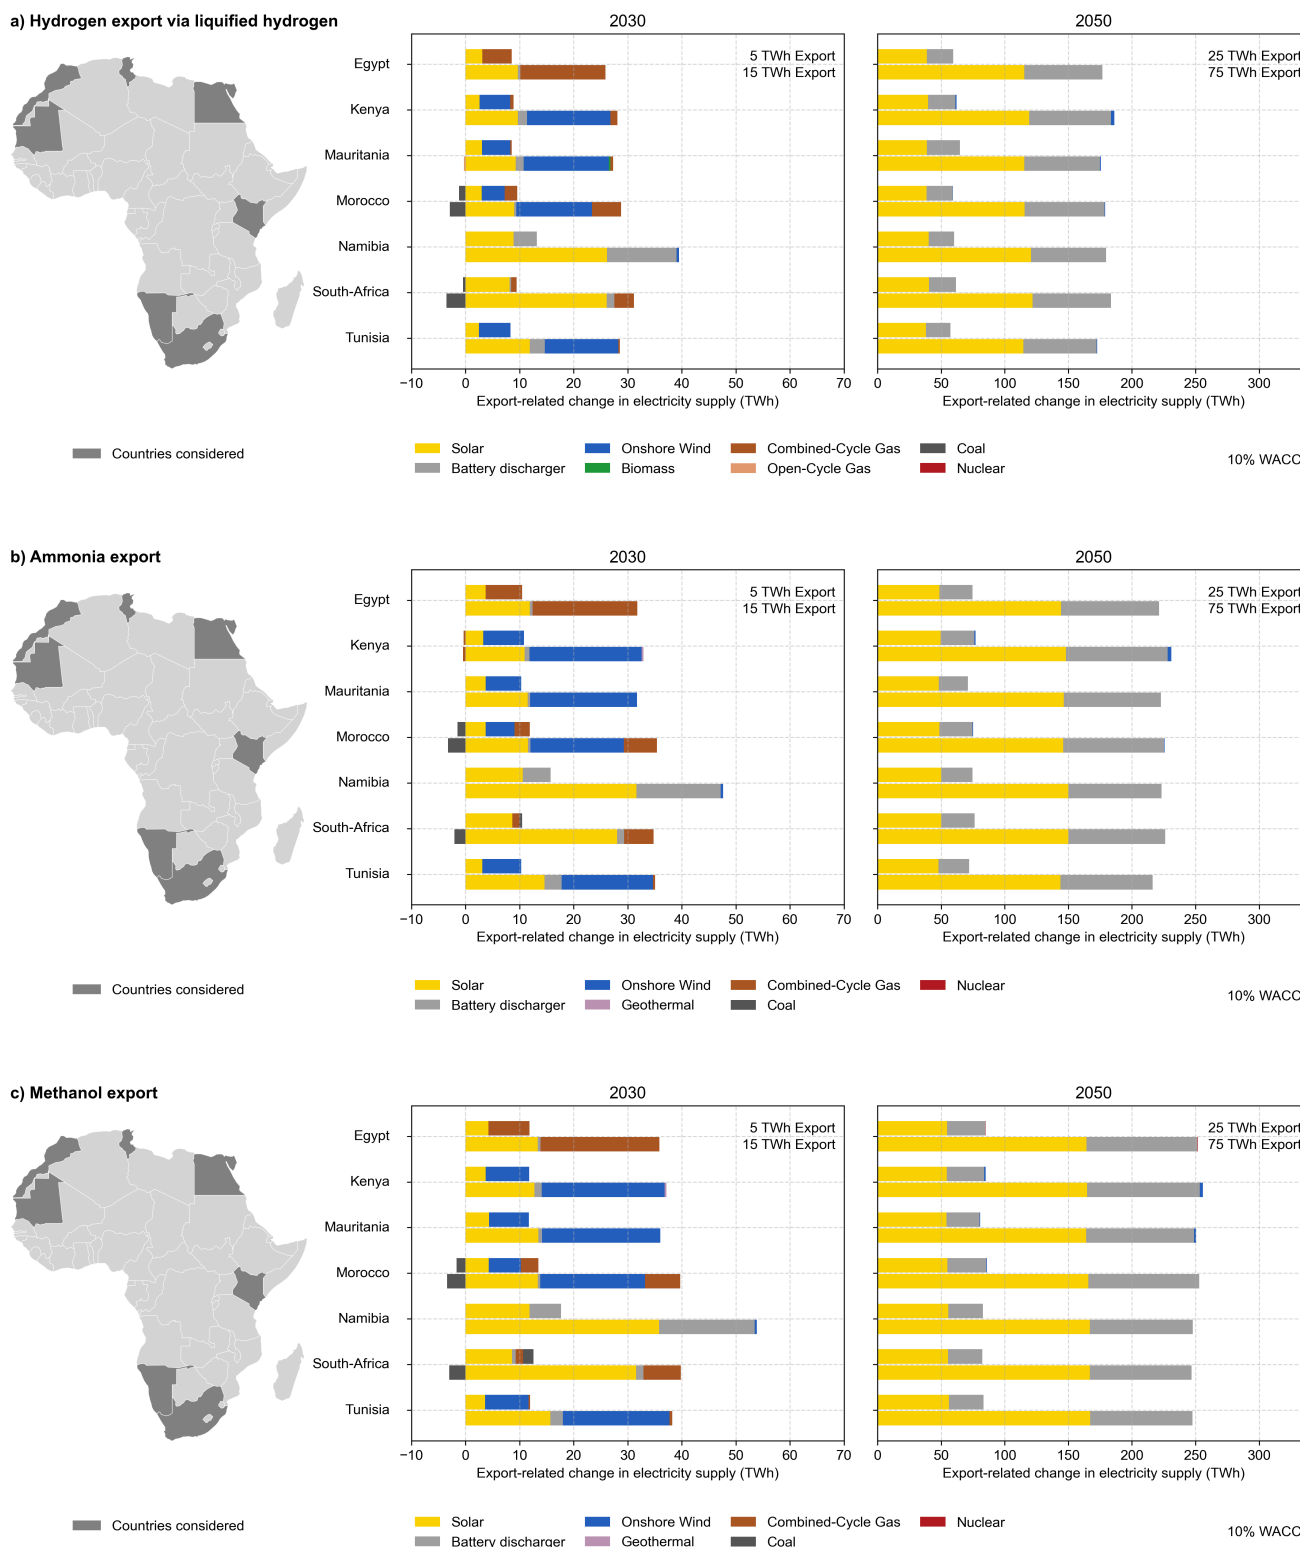 a) Hydrogen export via liquified hydrogen
2030
2050
Egypt
Kenya
Mauritania
Morocco
Namibia
South-Africa
Tunisia
5 TWh Export
15 TWh Export
25 TWh Export
75 TWh Export
−10 0 10 20 30 40 50 60 70
0 50 100 150 200 250 300
Export-related change in electricity supply (TWh)
Export-related change in electricity supply (TWh)
Countries considered
Solar
Onshore Wind
Combined-Cycle Gas
Coal
Battery discharger
Biomass
Open-Cycle Gas
Nuclear
10% WACC
b) Ammonia export
2030
2050
Egypt
Kenya
Mauritania
Morocco
Namibia
South-Africa
Tunisia
5 TWh Export
15 TWh Export
25 TWh Export
75 TWh Export
−10 0 10 20 30 40 50 60 70
0 50 100 150 200 250 300
Export-related change in electricity supply (TWh)
Export-related change in electricity supply (TWh)
Countries considered
Solar
Onshore Wind
Combined-Cycle Gas
Nuclear
Battery discharger
Geothermal
Coal
10% WACC
c) Methanol export
2030
2050
Egypt
Kenya
Mauritania
Morocco
Namibia
South-Africa
Tunisia
5 TWh Export
15 TWh Export
25 TWh Export
75 TWh Export
−10 0 10 20 30 40 50 60 70
0 50 100 150 200 250 300
Export-related change in electricity supply (TWh)
Export-related change in electricity supply (TWh)
Countries considered
Solar
Onshore Wind
Combined-Cycle Gas
Nuclear
Battery discharger
Geothermal
Coal
10% WACC